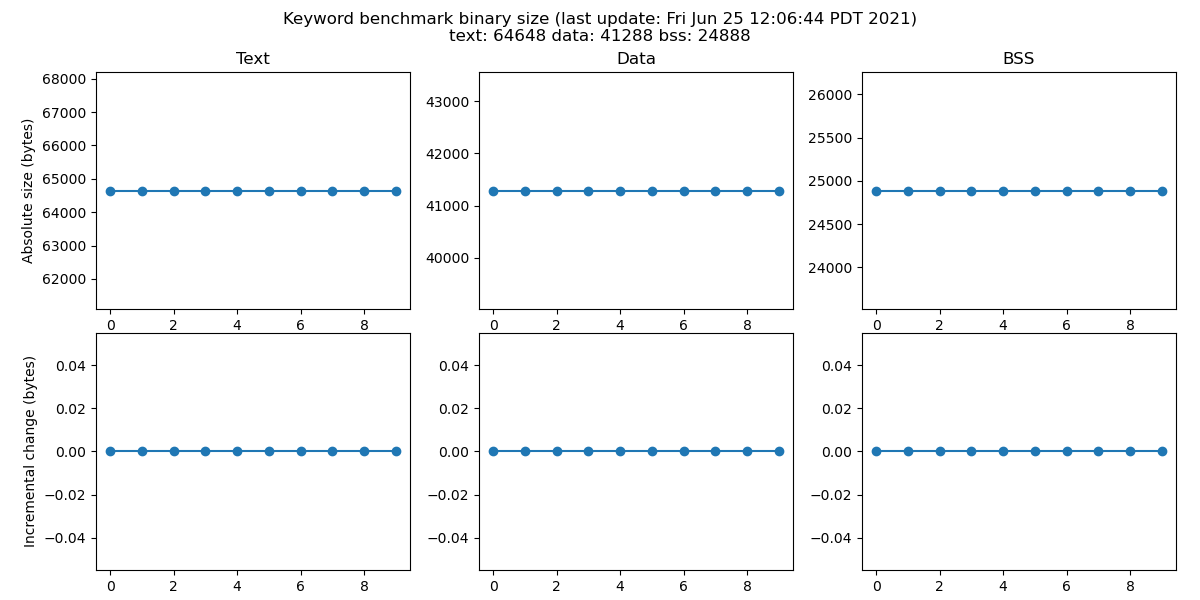 Keyword benchmark binary size (last update: Fri Jun 25 12:06:44 PDT 2021)
text: 64648 data: 41288 bss: 24888
Text
Data
BSS
Absolute size (bytes)
68000
67000
66000
65000
64000
63000
62000
0 2 4 6 8
43000
42000
41000
40000
0 2 4 6 8
26000
25500
25000
24500
24000
0 2 4 6 8
Incremental change (bytes)
0.04
0.02
0.00
−0.02
−0.04
0 2 4 6 8
0.04
0.02
0.00
−0.02
−0.04
0 2 4 6 8
0.04
0.02
0.00
−0.02
−0.04
0 2 4 6 8